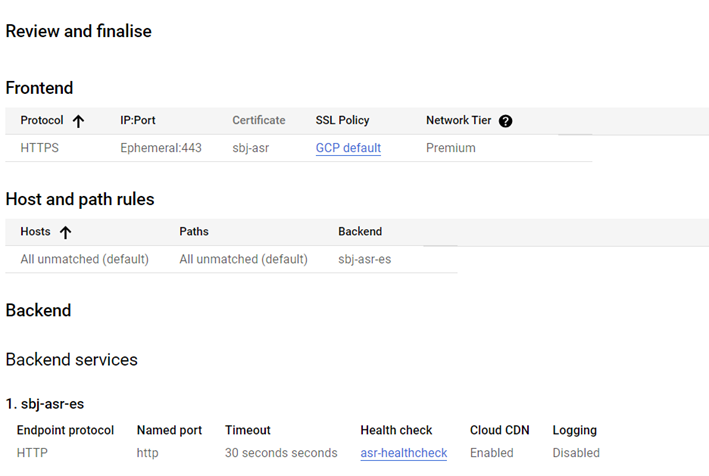 Review and finalise
Frontend
Protocol IP:Port Certificate SSL Policy Network Tier ?
HTTPS Ephemeral:443 sbj-asr GCP default Premium
Host and path rules
Hosts Paths Backend
All unmatched (default) All unmatched (default) sbj-asr-es
Backend
Backend services
1. sbj-asr-es
Endpoint protocol Named port Timeout Health check Cloud CDN Logging
HTTP http 30 seconds seconds asr-healthcheck Enabled Disabled